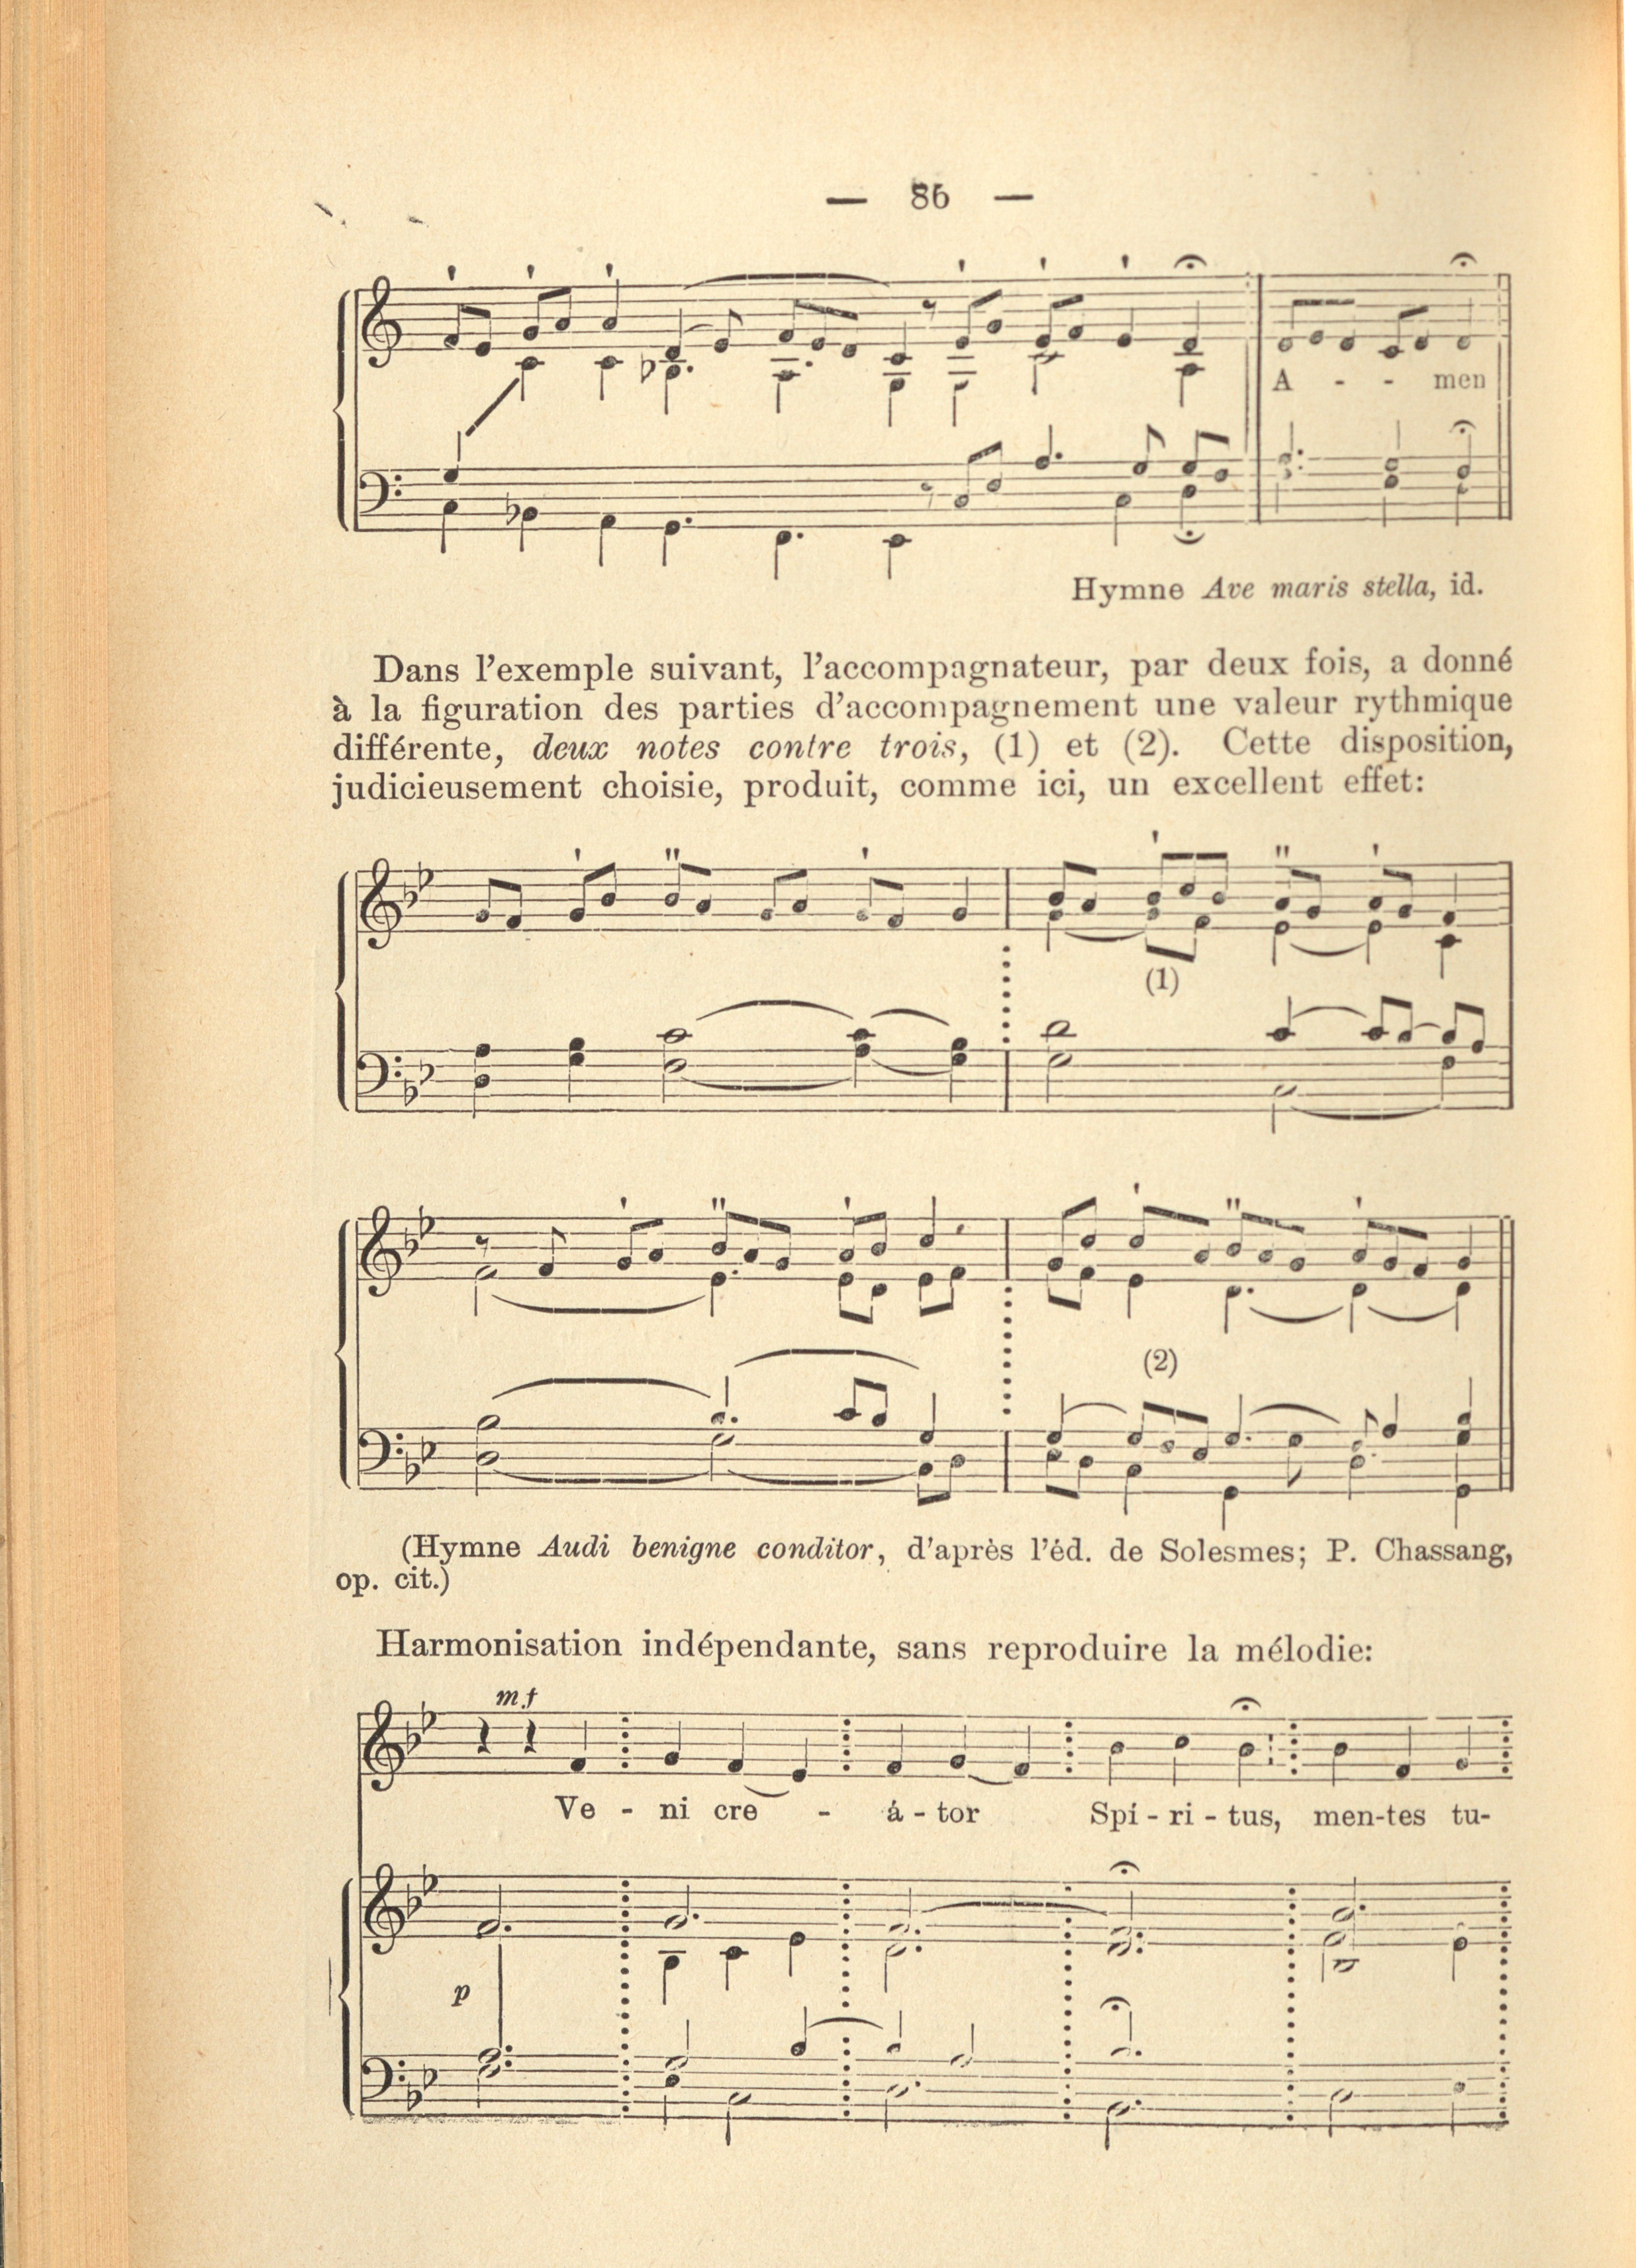 — 86 —
A - - men
Hymne Ave maris stella, id.
Dans l'exemple suivant, l'accompagnateur, par deux fois, a donné
à la figuration des parties d'accompagnement une valeur rythmique
différente, deux notes contre trois, (1) et (2). Cette disposition,
judicieusement choisie, produit, comme ici, un excellent effet:
(1)
(2)
(Hymne Audi benigne conditor, d'après l'éd. de Solesmes; P. Chassang,
op. cit.)
Harmonisation indépendante, sans reproduire la mélodie:
mf
Ve - ni cre - á - tor Spí - ri - tus, men-tes tu-
p